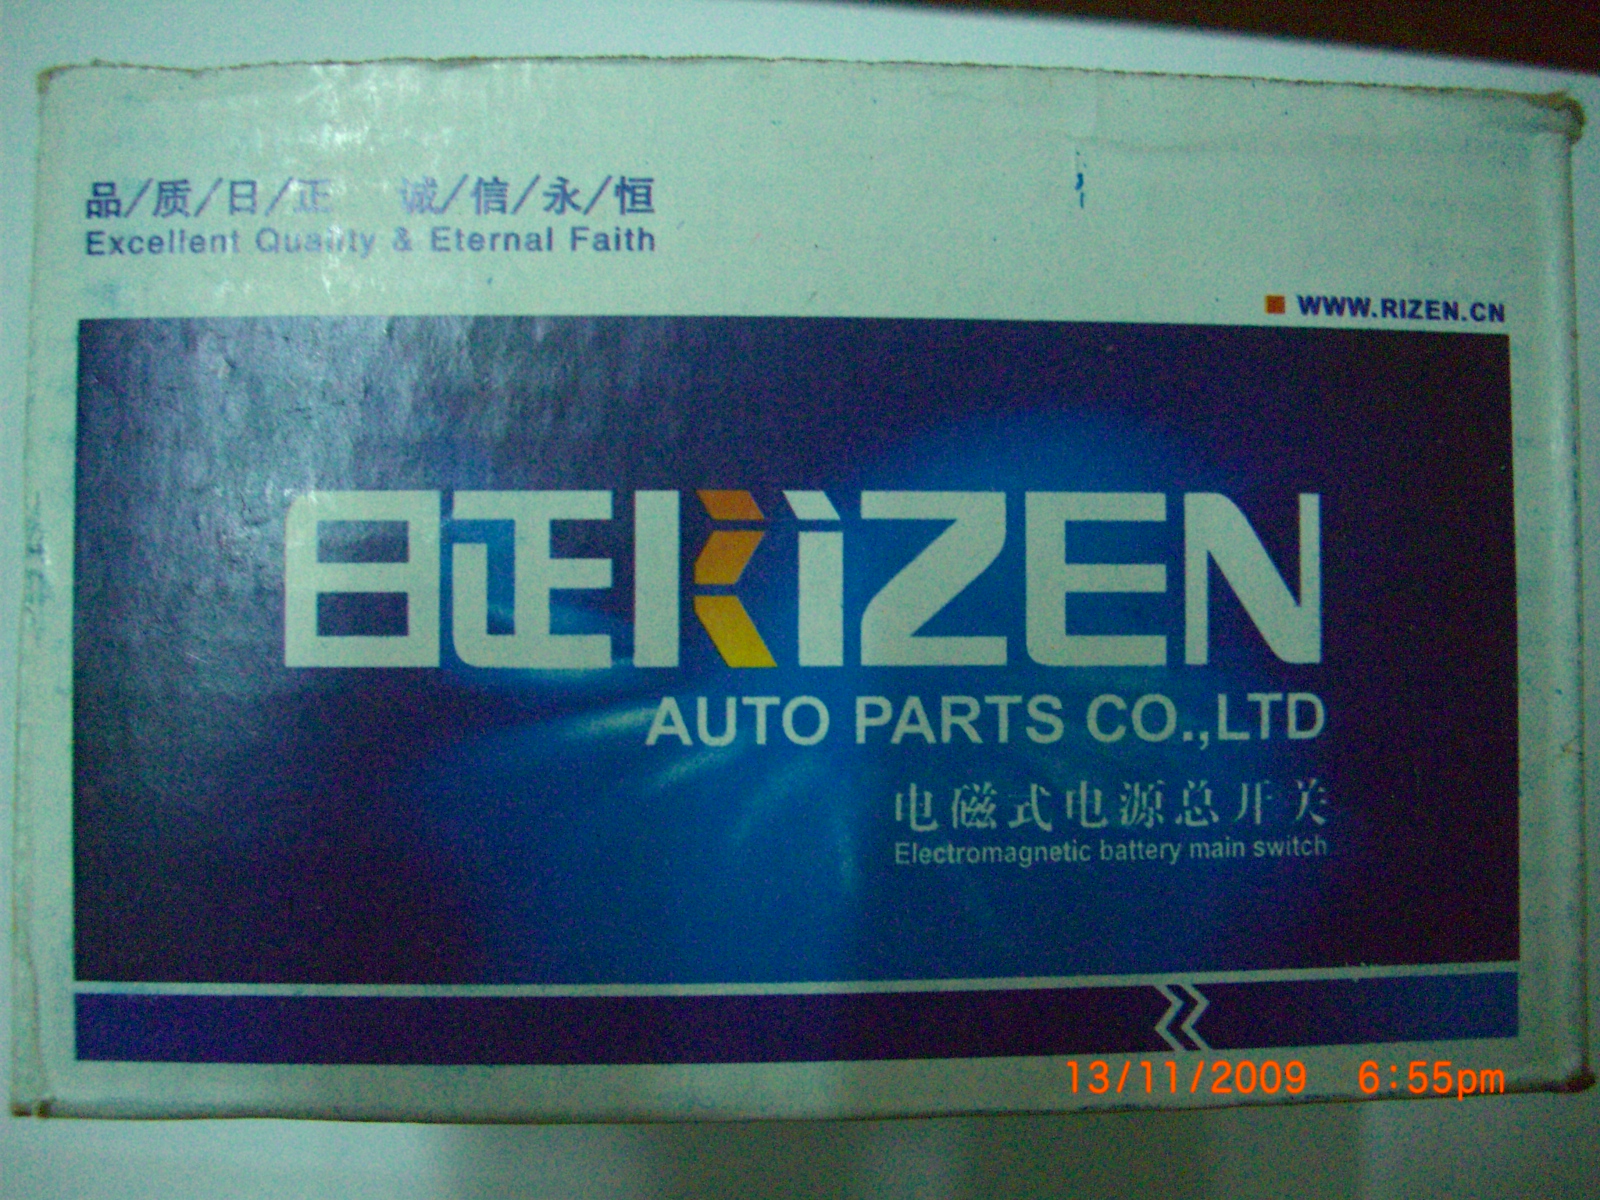 品/质/日/正 诚/信/永/恒
Excellent Quality & Eternal Faith
WWW.RIZEN.CN
日正RiZEN
AUTO PARTS CO.,LTD
电磁式电源总开关
Electromagnetic battery main switch
13/11/2009 6:55pm